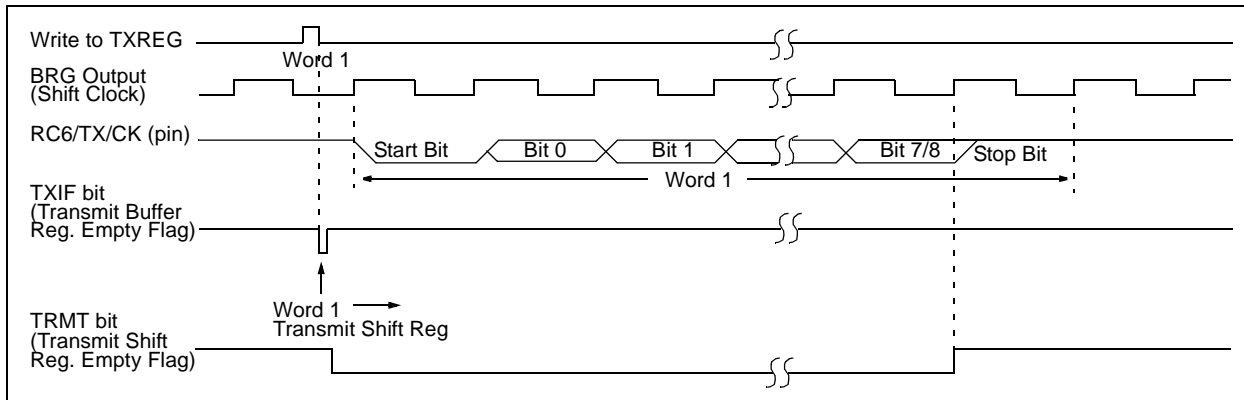 Write to TXREG
Word 1
BRG Output
(Shift Clock)
RC6/TX/CK (pin)
Start Bit
Bit 0
Bit 1
Bit 7/8
Stop Bit
Word 1
TXIF bit
(Transmit Buffer
Reg. Empty Flag)
Word 1
Transmit Shift Reg
TRMT bit
(Transmit Shift
Reg. Empty Flag)